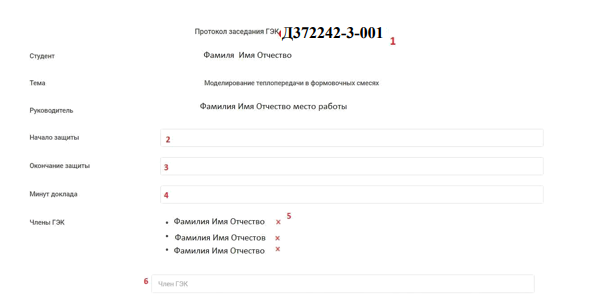 Протокол заседания ГЭК Д372242-3-001 1
Студент Фамиля Имя Отчество
Тема Моделирование теплопередачи в формовочных смесях
Руководитель Фамилия Имя Отчество место работы
Начало защиты 2
Окончание защиты 3
Минут доклада 4
Члены ГЭК • Фамилия Имя Отчество x 5
• Фамилия Имя Отчестов x
• Фамилия Имя Отчество x
6 Член ГЭК